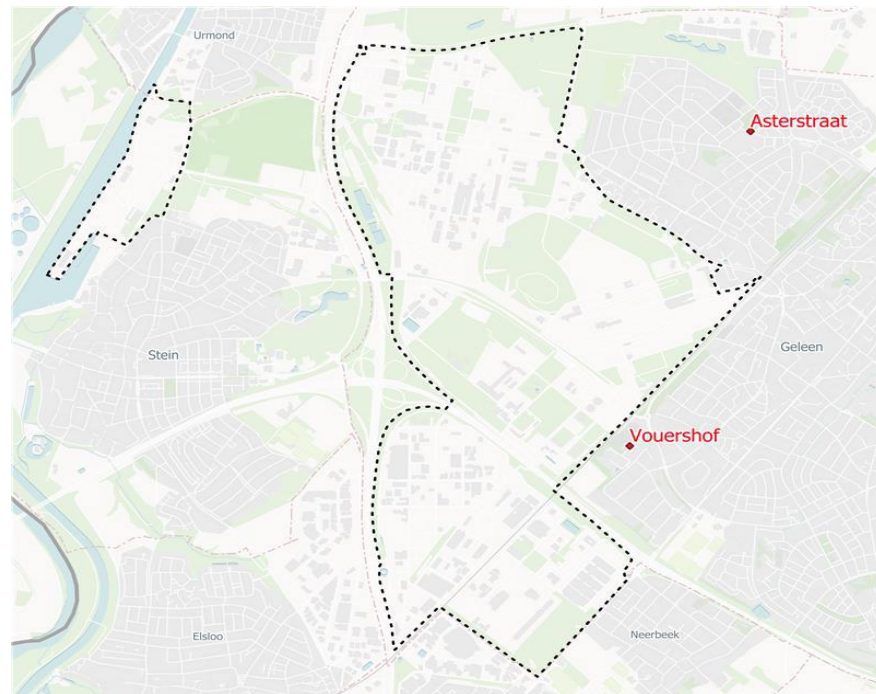 Urmond
Asterstraat
Stein
Geleen
Vouershof
Elsloo
Neerbeek